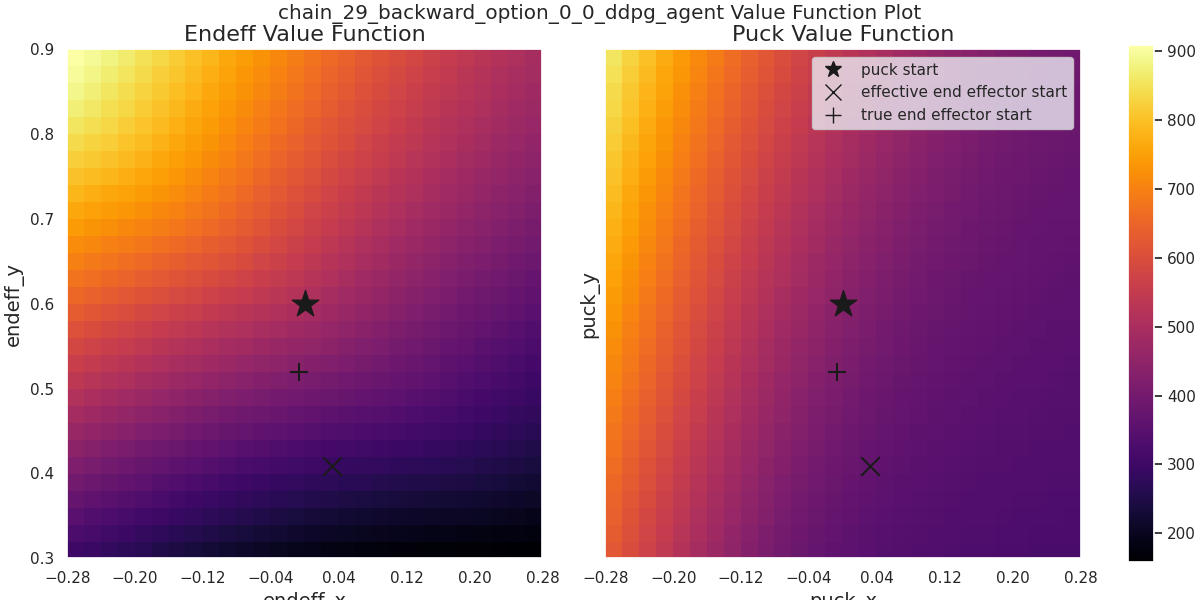 chain_29_backward_option_0_0_ddpg_agent Value Function Plot
Endeff Value Function
Puck Value Function
0.9
0.8
0.7
0.6
0.5
0.4
0.3
endeff_y
−0.28 −0.20 −0.12 −0.04 0.04 0.12 0.20 0.28
endeff_x
puck_y
puck start
effective end effector start
true end effector start
−0.28 −0.20 −0.12 −0.04 0.04 0.12 0.20 0.28
puck_x
900
800
700
600
500
400
300
200